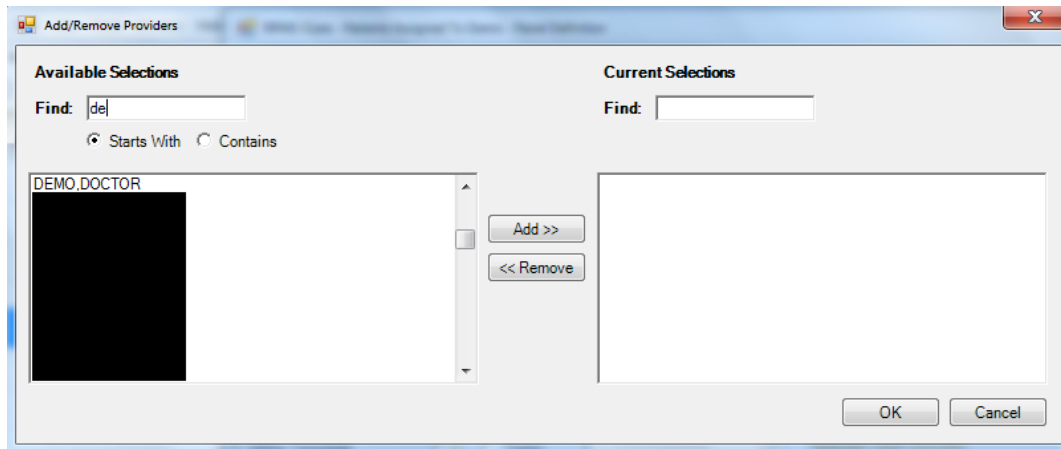 Add/Remove Providers
Available Selections
Find: de
Starts With Contains
DEMO,DOCTOR
Add >>
<< Remove
Current Selections
Find:
OK Cancel